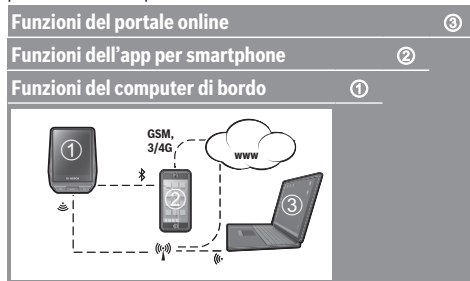 Funzioni del portale online ③
Funzioni dell'app per smartphone ②
Funzioni del computer di bordo ①
GSM,
3/4G
www
①
②
③